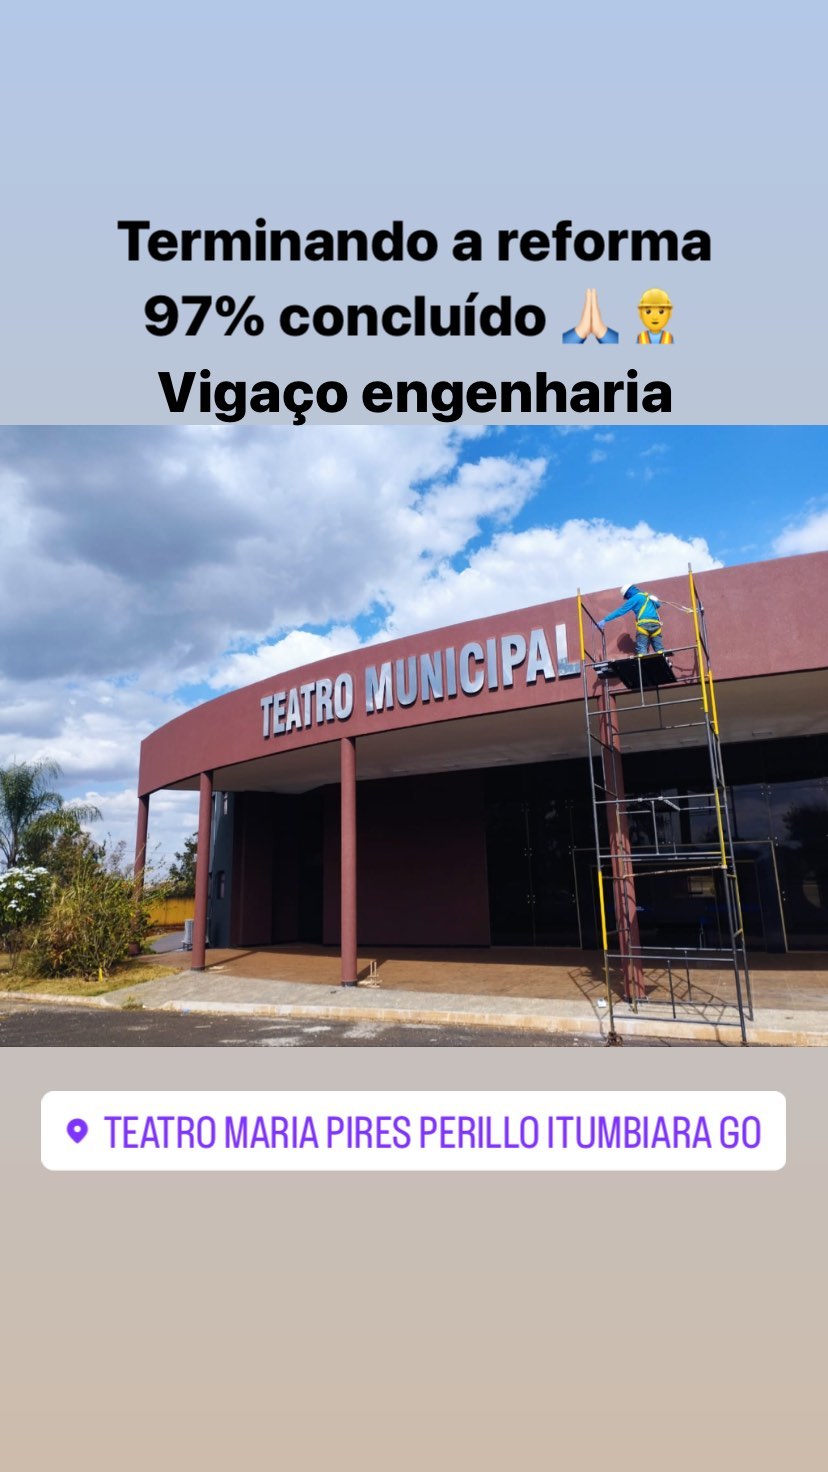 Terminando a reforma
97% concluído 🙏🏻👷
Vigaço engenharia
TEATRO MUNICIPAL
TEATRO MARIA PIRES PERILLO ITUMBIARA GO